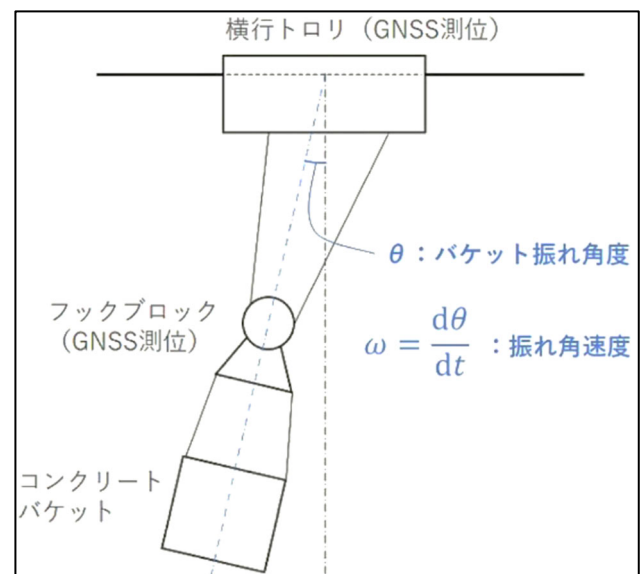 横行トロリ（GNSS測位）
θ：バケット振れ角度
フックブロック
（GNSS測位）
ω = dθ/dt ：振れ角速度
コンクリート
バケット